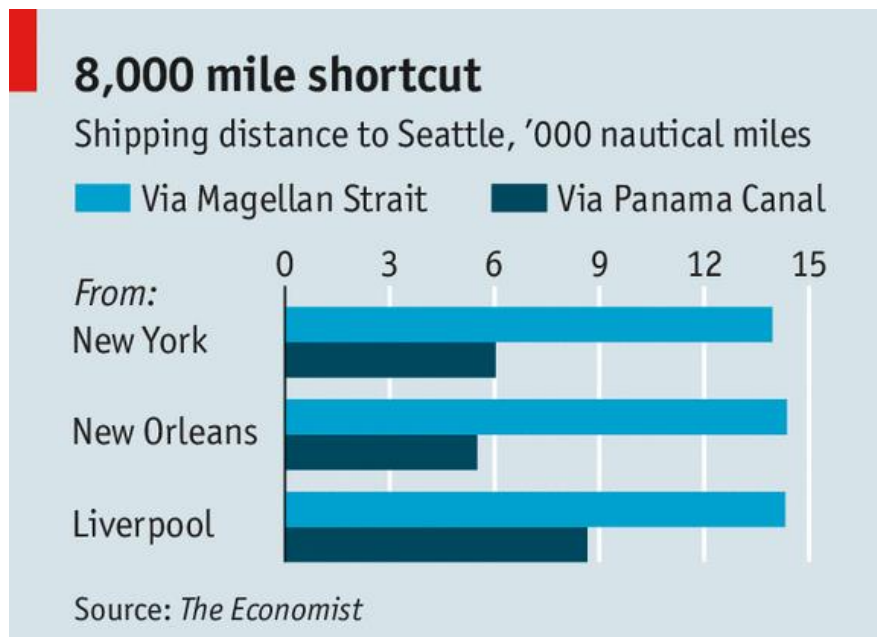 8,000 mile shortcut
Shipping distance to Seattle, ’000 nautical miles
Via Magellan Strait Via Panama Canal
0 3 6 9 12 15
From:
New York
New Orleans
Liverpool
Source: The Economist